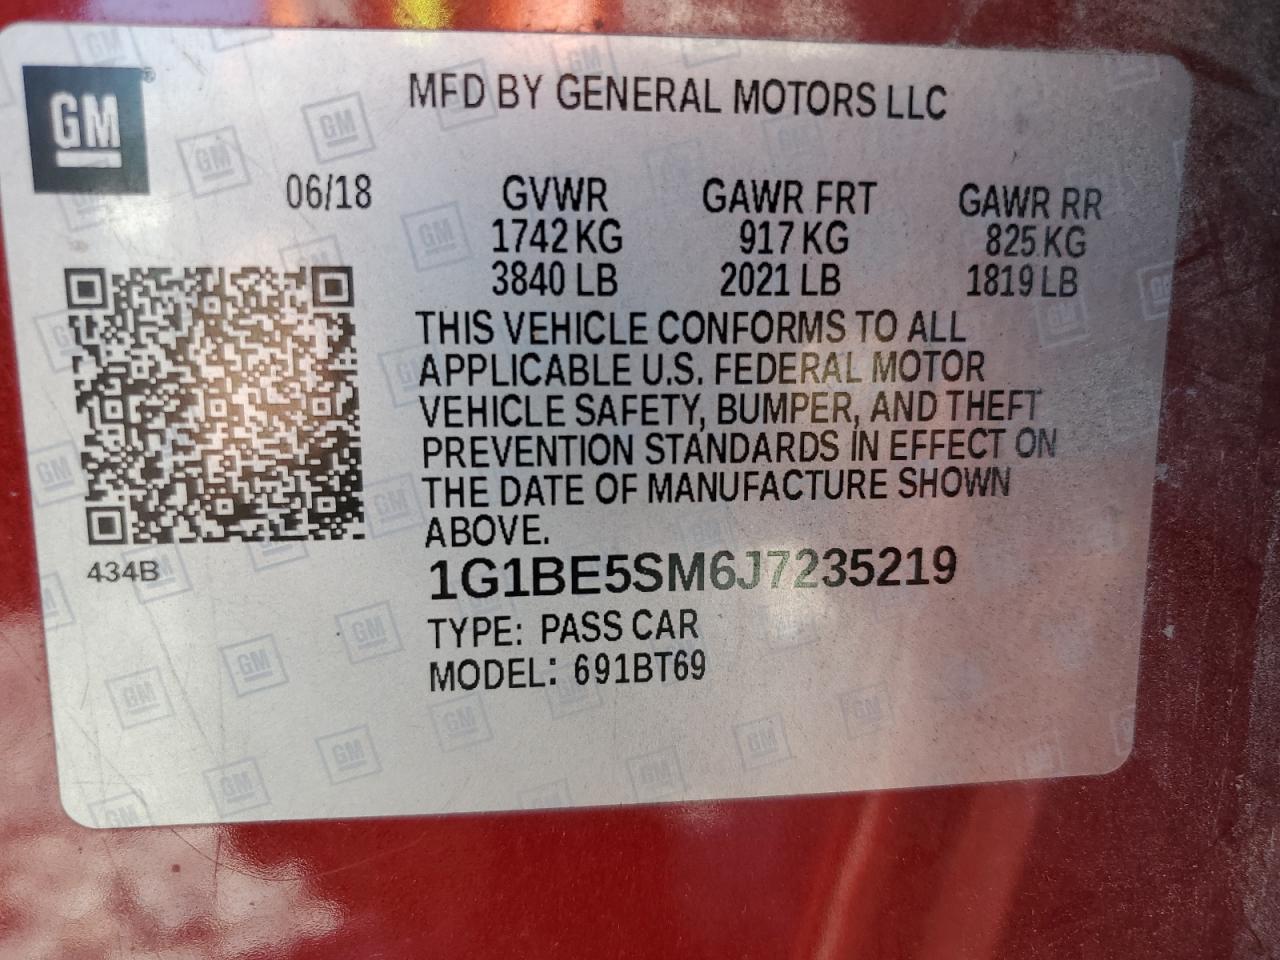 GM
MFD BY GENERAL MOTORS LLC
06/18 GVWR GAWR FRT GAWR RR
1742 KG 917 KG 825 KG
3840 LB 2021 LB 1819 LB
THIS VEHICLE CONFORMS TO ALL
APPLICABLE U.S. FEDERAL MOTOR
VEHICLE SAFETY, BUMPER, AND THEFT
PREVENTION STANDARDS IN EFFECT ON
THE DATE OF MANUFACTURE SHOWN
ABOVE.
434B
1G1BE5SM6J7235219
TYPE: PASS CAR
MODEL: 691BT69